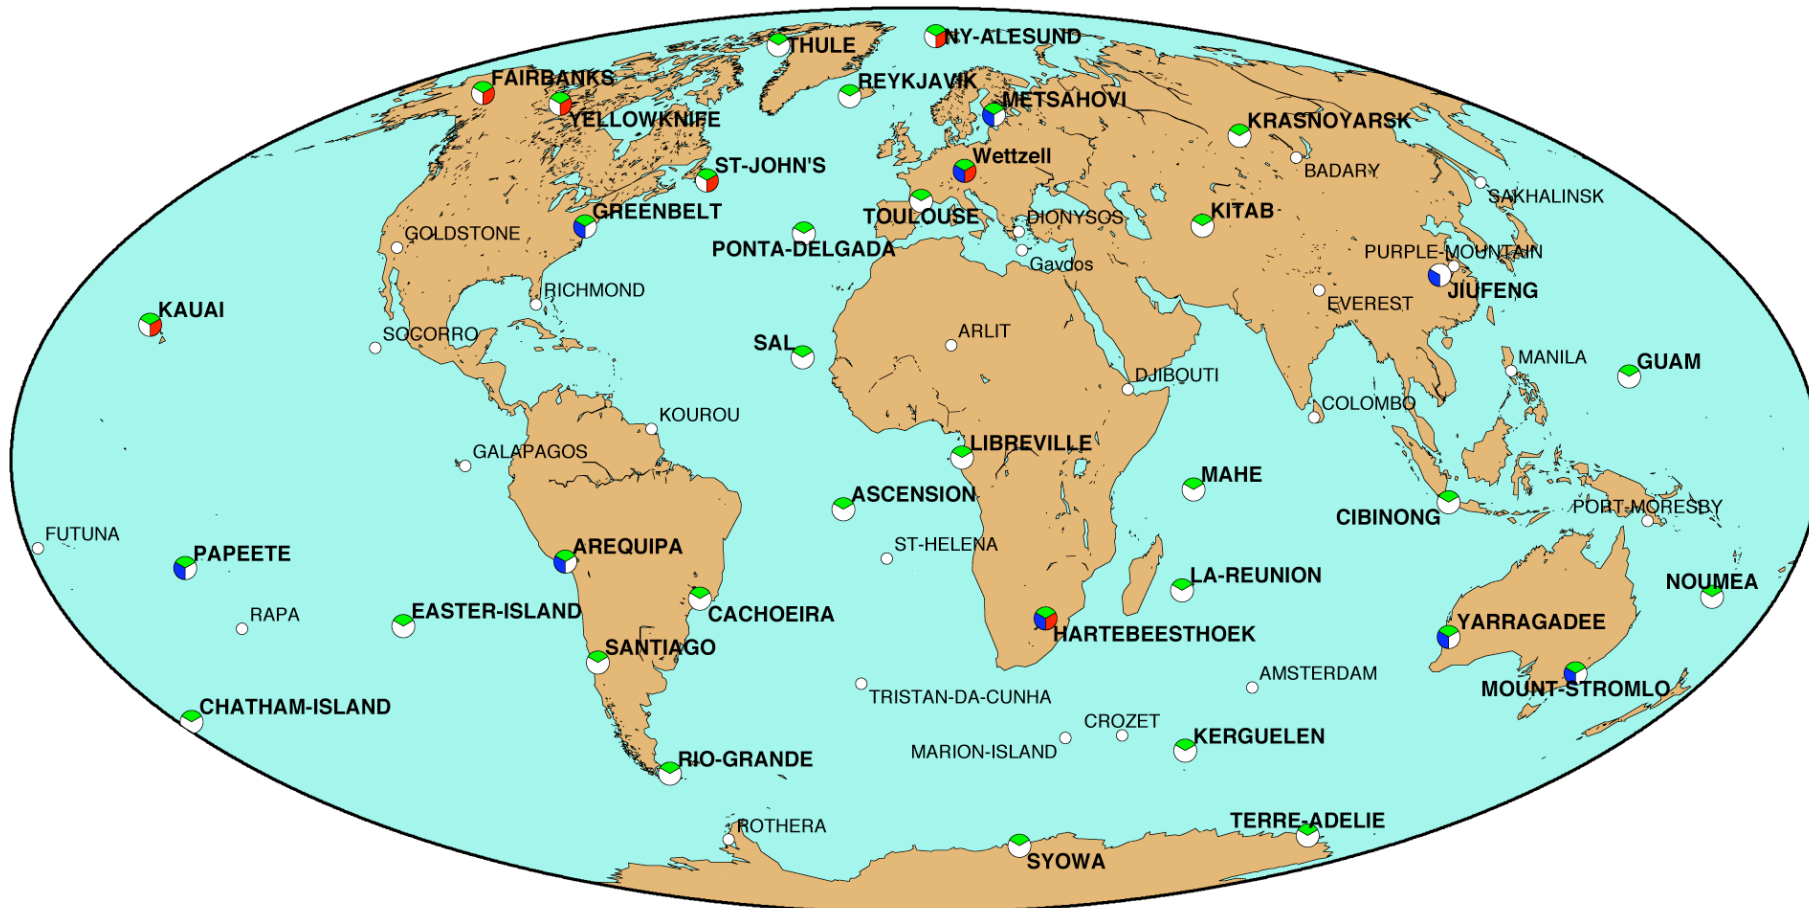 NY-ALESUND
THULE
FAIRBANKS
REYKJAVIK
METSAHOVI
YELLOWKNIFE
KRASNOYARSK
Wettzell
ST-JOHN'S
BADARY
SAKHALINSK
GREENBELT
TOULOUSE
DIONYSOS
KITAB
GOLDSTONE
PONTA-DELGADA
PURPLE-MOUNTAIN
Gavdos
RICHMOND
JIUFENG
EVEREST
KAUAI
SOCORRO
ARLIT
SAL
MANILA
GUAM
DJIBOUTI
COLOMBO
KOUROU
LIBREVILLE
GALAPAGOS
MAHE
ASCENSION
CIBINONG
PORT-MORESBY
FUTUNA
PAPEETE
AREQUIPA
ST-HELENA
LA-REUNION
NOUMEA
RAPA
EASTER-ISLAND
CACHOEIRA
HARTEBEESTHOEK
YARRAGADEE
SANTIAGO
AMSTERDAM
MOUNT-STROMLO
TRISTAN-DA-CUNHA
CHATHAM-ISLAND
CROZET
KERGUELEN
MARION-ISLAND
RIO-GRANDE
TERRE-ADELIE
ROTHERA
SYOWA